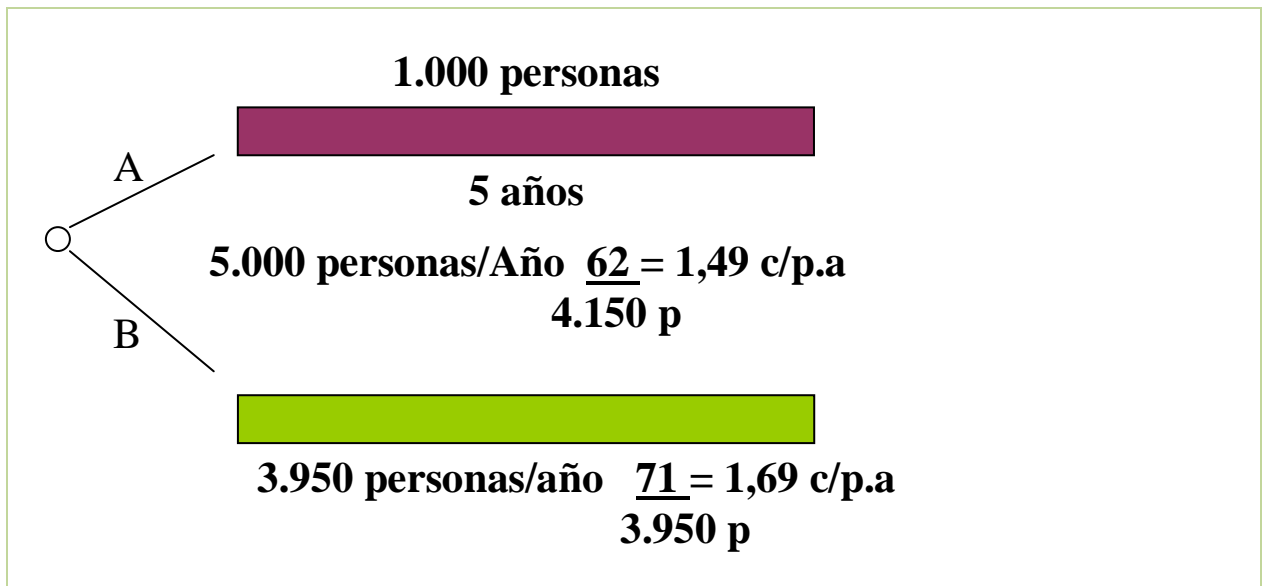 1.000 personas
A
5 años
5.000 personas/Año 62 = 1,49 c/p.a
4.150 p
B
3.950 personas/año 71 = 1,69 c/p.a
3.950 p